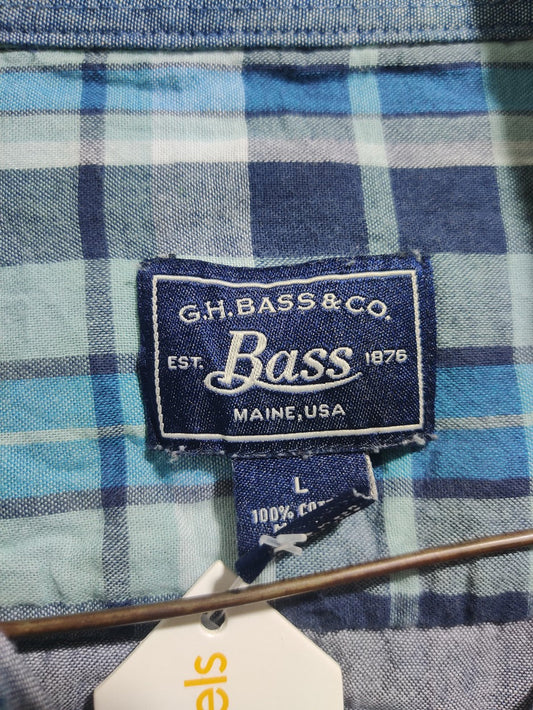 G.H. BASS & CO.
EST. Bass 1876
MAINE, USA
L
100% COT
els